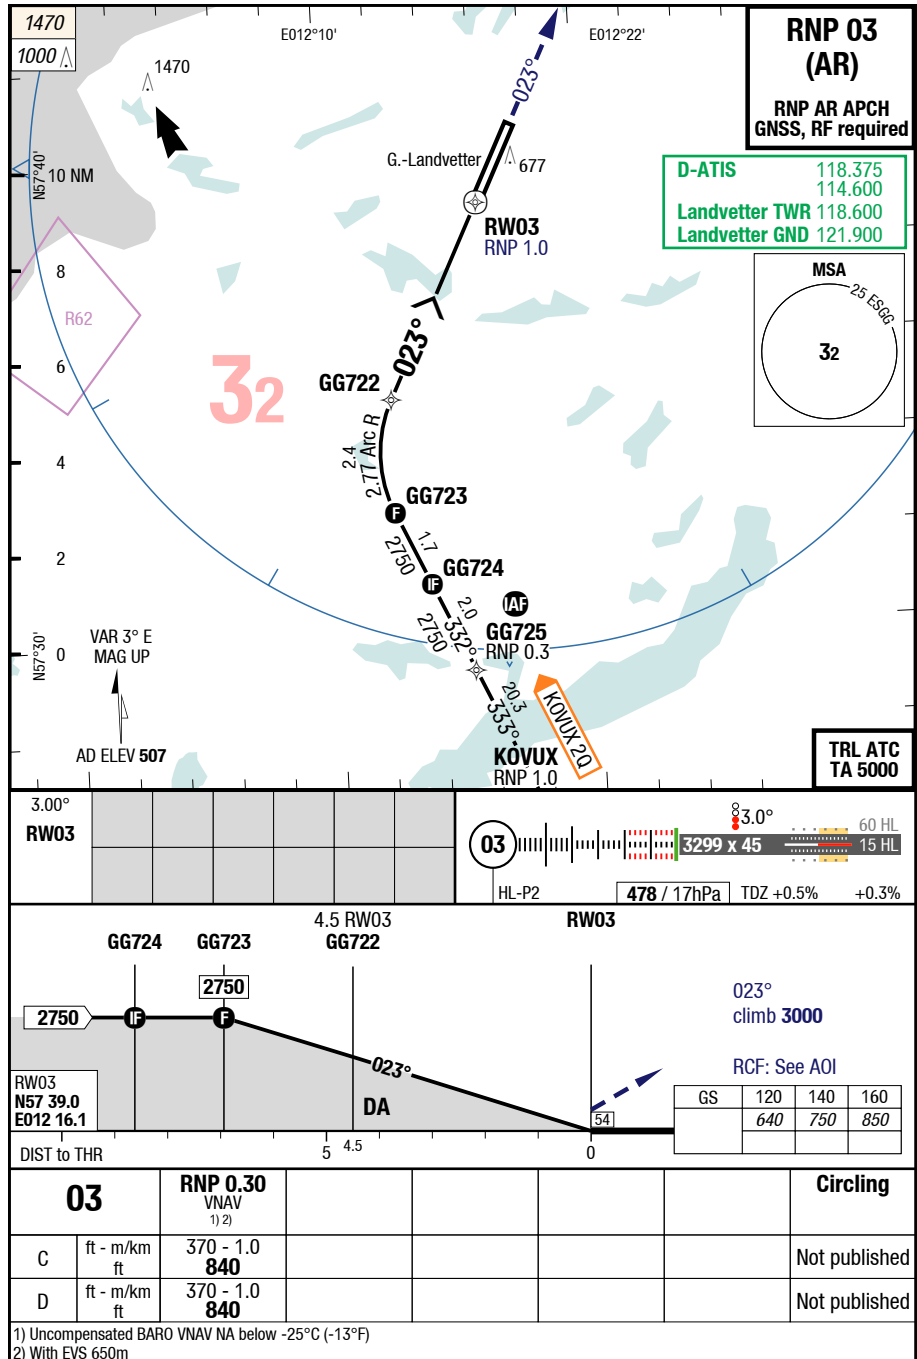 1470
1000
E012°10'
E012°22'
RNP 03
(AR)
RNP AR APCH
GNSS, RF required
1470
023°
G.-Landvetter
677
D-ATIS 118.375
114.600
Landvetter TWR 118.600
Landvetter GND 121.900
N57°40'
10 NM
RW03
RNP 1.0
MSA
25 ESGG
32
8
R62
6
32
023°
GG722
2.4
2.77 Arc R
4
GG723
F
1.7
2750
2
GG724
IF
IAF
2.0
GG725
332°
RNP 0.3
2750
N57°30'
0
VAR 3° E
MAG UP
20.3
333°
KOVUX 2Q
KOVUX
RNP 1.0
AD ELEV 507
TRL ATC
TA 5000
3.00°
RW03
03
3.0°
60 HL
3299 x 45
15 HL
HL-P2
478 / 17hPa
TDZ +0.5%
+0.3%
4.5 RW03
RW03
GG724
GG723
GG722
2750
2750
IF
F
023°
climb 3000
023°
RCF: See AOI
RW03
N57 39.0
E012 16.1
DA
54
GS 120 140 160
640 750 850
DIST to THR
5
4.5
0
03
RNP 0.30
VNAV
1) 2)
Circling
C
ft - m/km
ft
370 - 1.0
840
Not published
D
ft - m/km
ft
370 - 1.0
840
Not published
1) Uncompensated BARO VNAV NA below -25°C (-13°F)
2) With EVS 650m